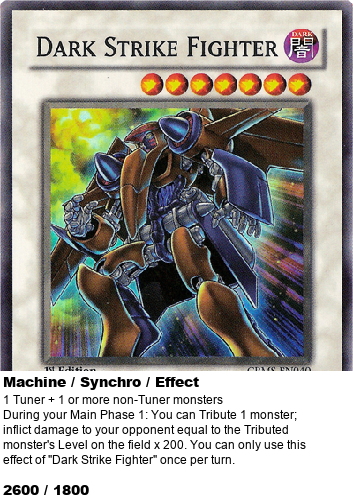 DARK STRIKE FIGHTER
DARK
闇
1st Edition
Machine / Synchro / Effect
1 Tuner + 1 or more non-Tuner monsters
During your Main Phase 1: You can Tribute 1 monster;
inflict damage to your opponent equal to the Tributed
monster's Level on the field x 200. You can only use this
effect of "Dark Strike Fighter" once per turn.
2600 / 1800